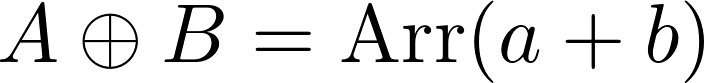 A ⊕ B = Arr(a + b)